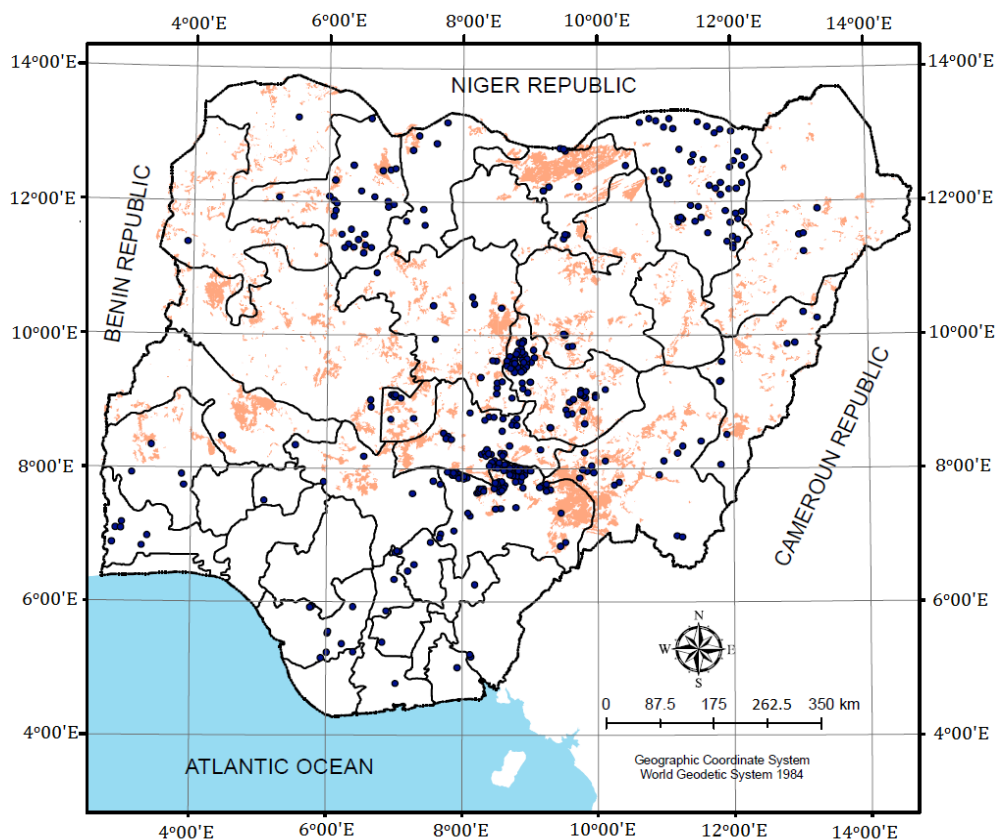 4°00'E 6°00'E 8°00'E 10°00'E 12°00'E 14°00'E
14°00'E 14°00'E
NIGER REPUBLIC
12°00'E 12°00'E
BENIN REPUBLIC
10°00'E 10°00'E
CAMEROUN REPUBLIC
8°00'E 8°00'E
6°00'E 6°00'E
N
W E
S
0 87.5 175 262.5 350 km
4°00'E 4°00'E
ATLANTIC OCEAN
Geographic Coordinate System
World Geodetic System 1984
4°00'E 6°00'E 8°00'E 10°00'E 12°00'E 14°00'E